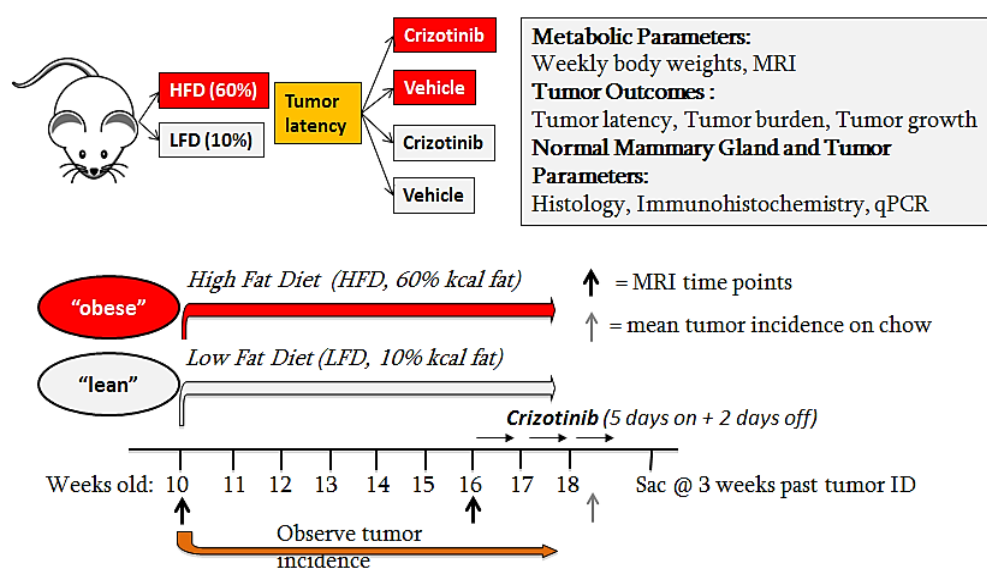 HFD (60%)
LFD (10%)
Tumor
latency
Crizotinib
Vehicle
Crizotinib
Vehicle
Metabolic Parameters:
Weekly body weights, MRI
Tumor Outcomes :
Tumor latency, Tumor burden, Tumor growth
Normal Mammary Gland and Tumor
Parameters:
Histology, Immunohistochemistry, qPCR
"obese"
High Fat Diet (HFD, 60% kcal fat)
= MRI time points
= mean tumor incidence on chow
"lean"
Low Fat Diet (LFD, 10% kcal fat)
Crizotinib (5 days on + 2 days off)
Weeks old: 10 11 12 13 14 15 16 17 18 Sac @ 3 weeks past tumor ID
Observe tumor
incidence